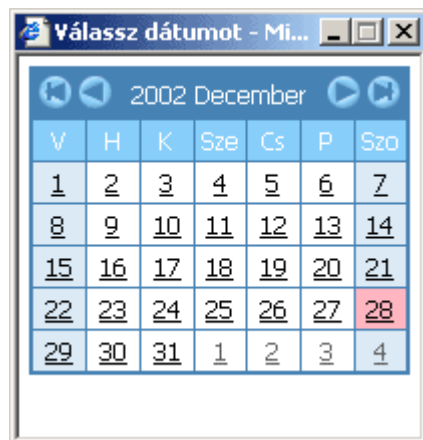 Válassz dátumot - Mi...
2002 December
V H K Sze Cs P Szo
1 2 3 4 5 6 7
8 9 10 11 12 13 14
15 16 17 18 19 20 21
22 23 24 25 26 27 28
29 30 31 1 2 3 4